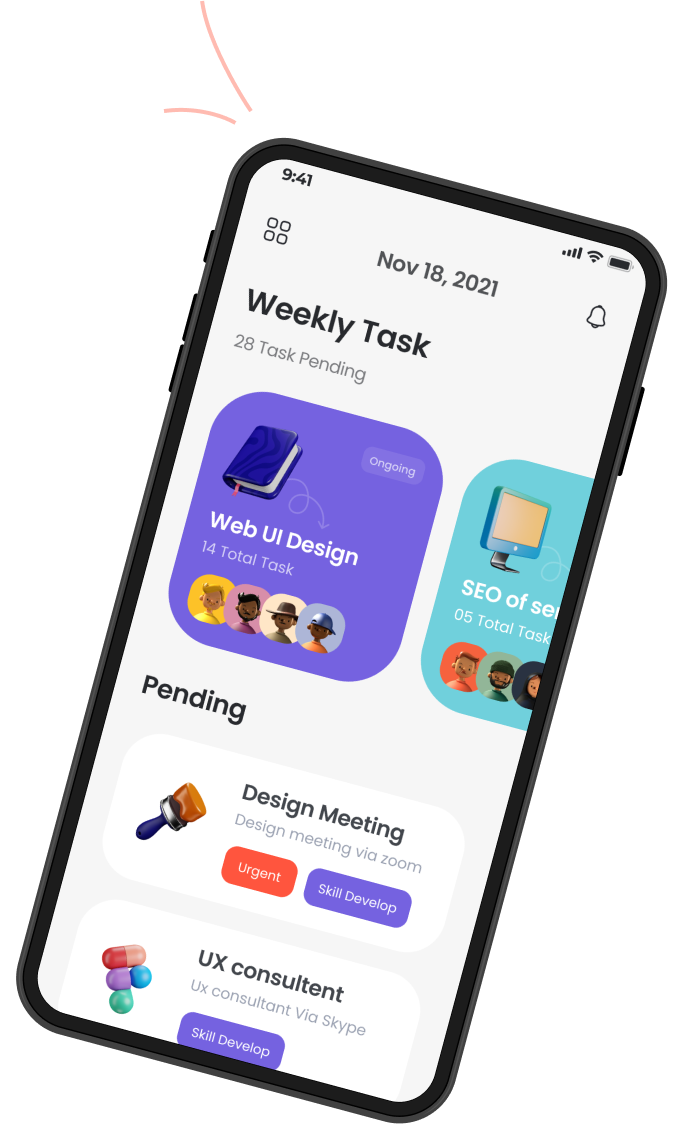 9:41
Nov 18, 2021
Weekly Task
28 Task Pending
Ongoing
Web UI Design
14 Total Task
SEO of se
05 Total Task
Pending
Design Meeting
Design meeting via zoom
Urgent
Skill Develop
UX consultent
Ux consultant Via Skype
Skill Develop